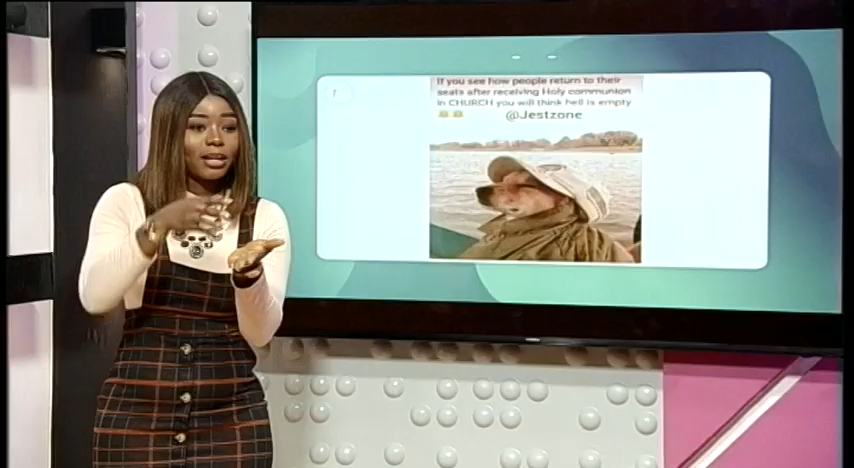 If you see how people return to their
seats after receiving Holy communion
in CHURCH you will think hell is empty
@Jestzone